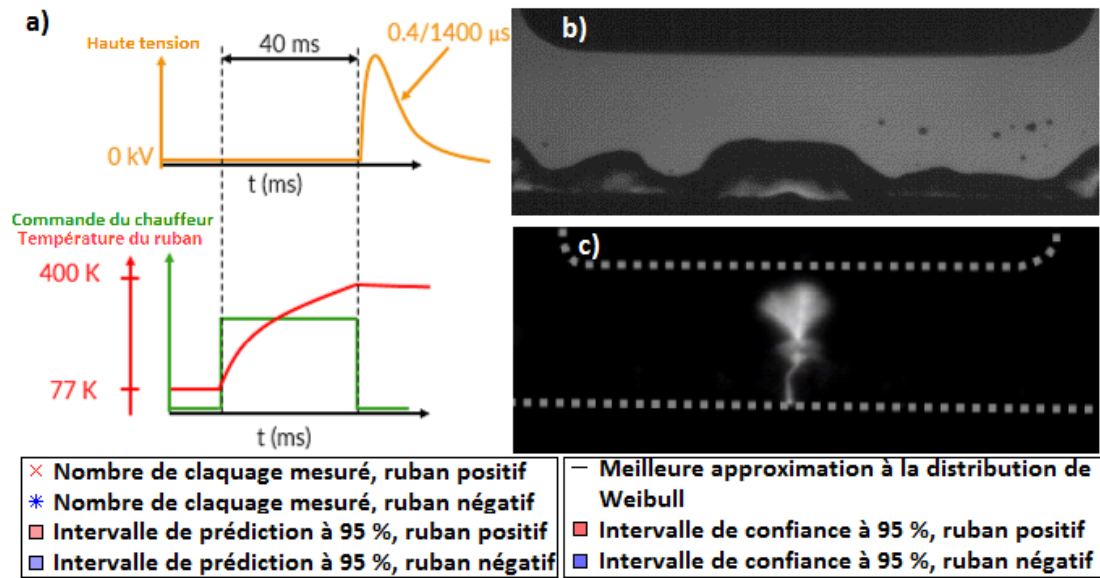 a)
Haute tension
40 ms
0.4/1400 µs
0 kV
t (ms)
Commande du chauffeur
Température du ruban
400 K
77 K
t (ms)
b)
c)
Nombre de claquage mesuré, ruban positif
Nombre de claquage mesuré, ruban négatif
Intervalle de prédiction à 95 %, ruban positif
Intervalle de prédiction à 95 %, ruban négatif
Meilleure approximation à la distribution de
Weibull
Intervalle de confiance à 95 %, ruban positif
Intervalle de confiance à 95 %, ruban négatif